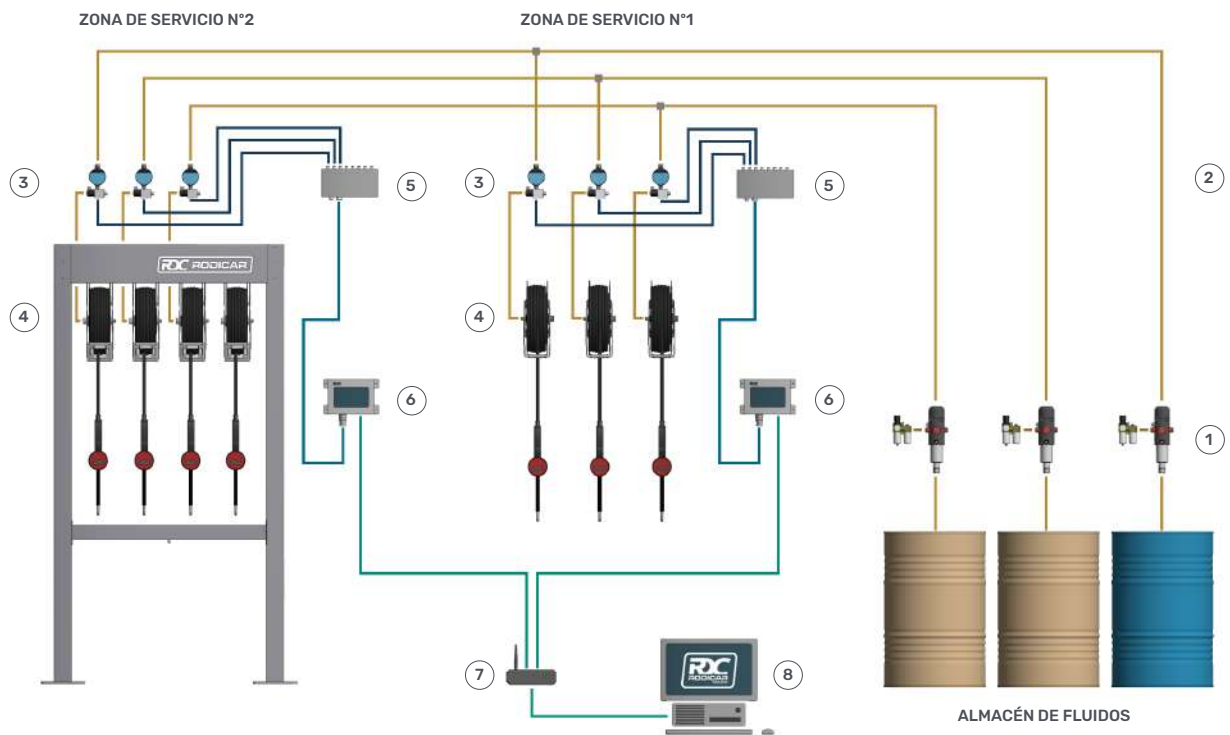 ZONA DE SERVICIO N°2
ZONA DE SERVICIO N°1
3
5
3
5
2
RDC RODICAR
4
4
6
6
1
7
RDC
RODICAR
8
ALMACÉN DE FLUIDOS